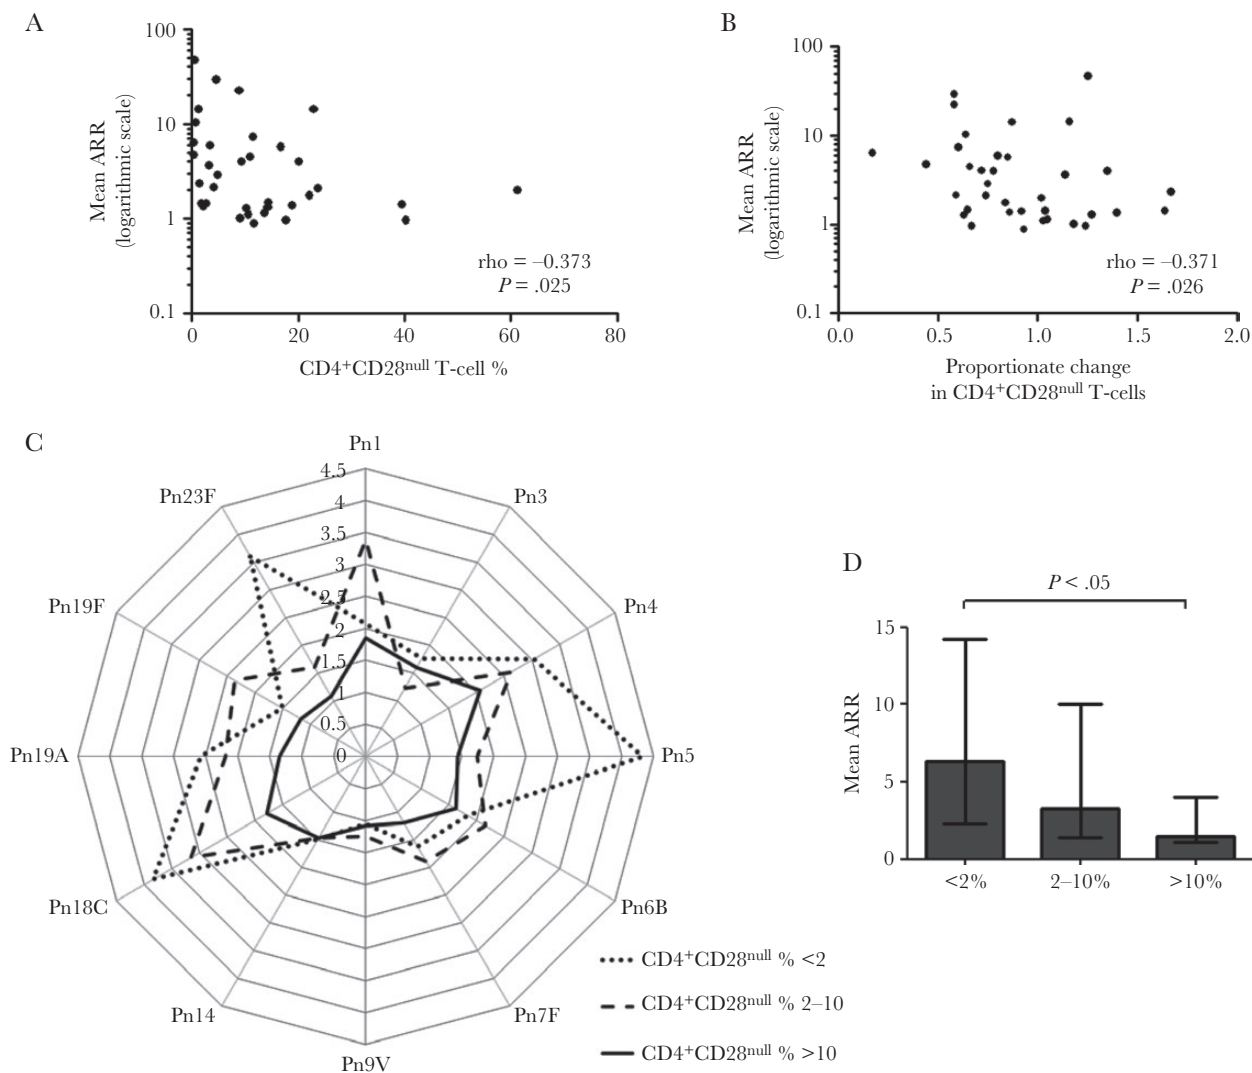 A
100
10
1
0.1
Mean ARR
(logarithmic scale)
rho = –0.373
P = .025
0 20 40 60 80
CD4+CD28null T-cell %
B
100
10
1
0.1
Mean ARR
(logarithmic scale)
rho = –0.371
P = .026
0.0 0.5 1.0 1.5 2.0
Proportionate change
in CD4+CD28null T-cells
C
Pn1
Pn3
Pn4
Pn5
Pn6B
Pn7F
Pn9V
Pn14
Pn18C
Pn19A
Pn19F
Pn23F
4.5
4
3.5
3
2.5
2
1.5
1
0.5
0
CD4+CD28null % <2
CD4+CD28null % 2–10
CD4+CD28null % >10
D
P < .05
15
10
5
0
Mean ARR
<2% 2–10% >10%